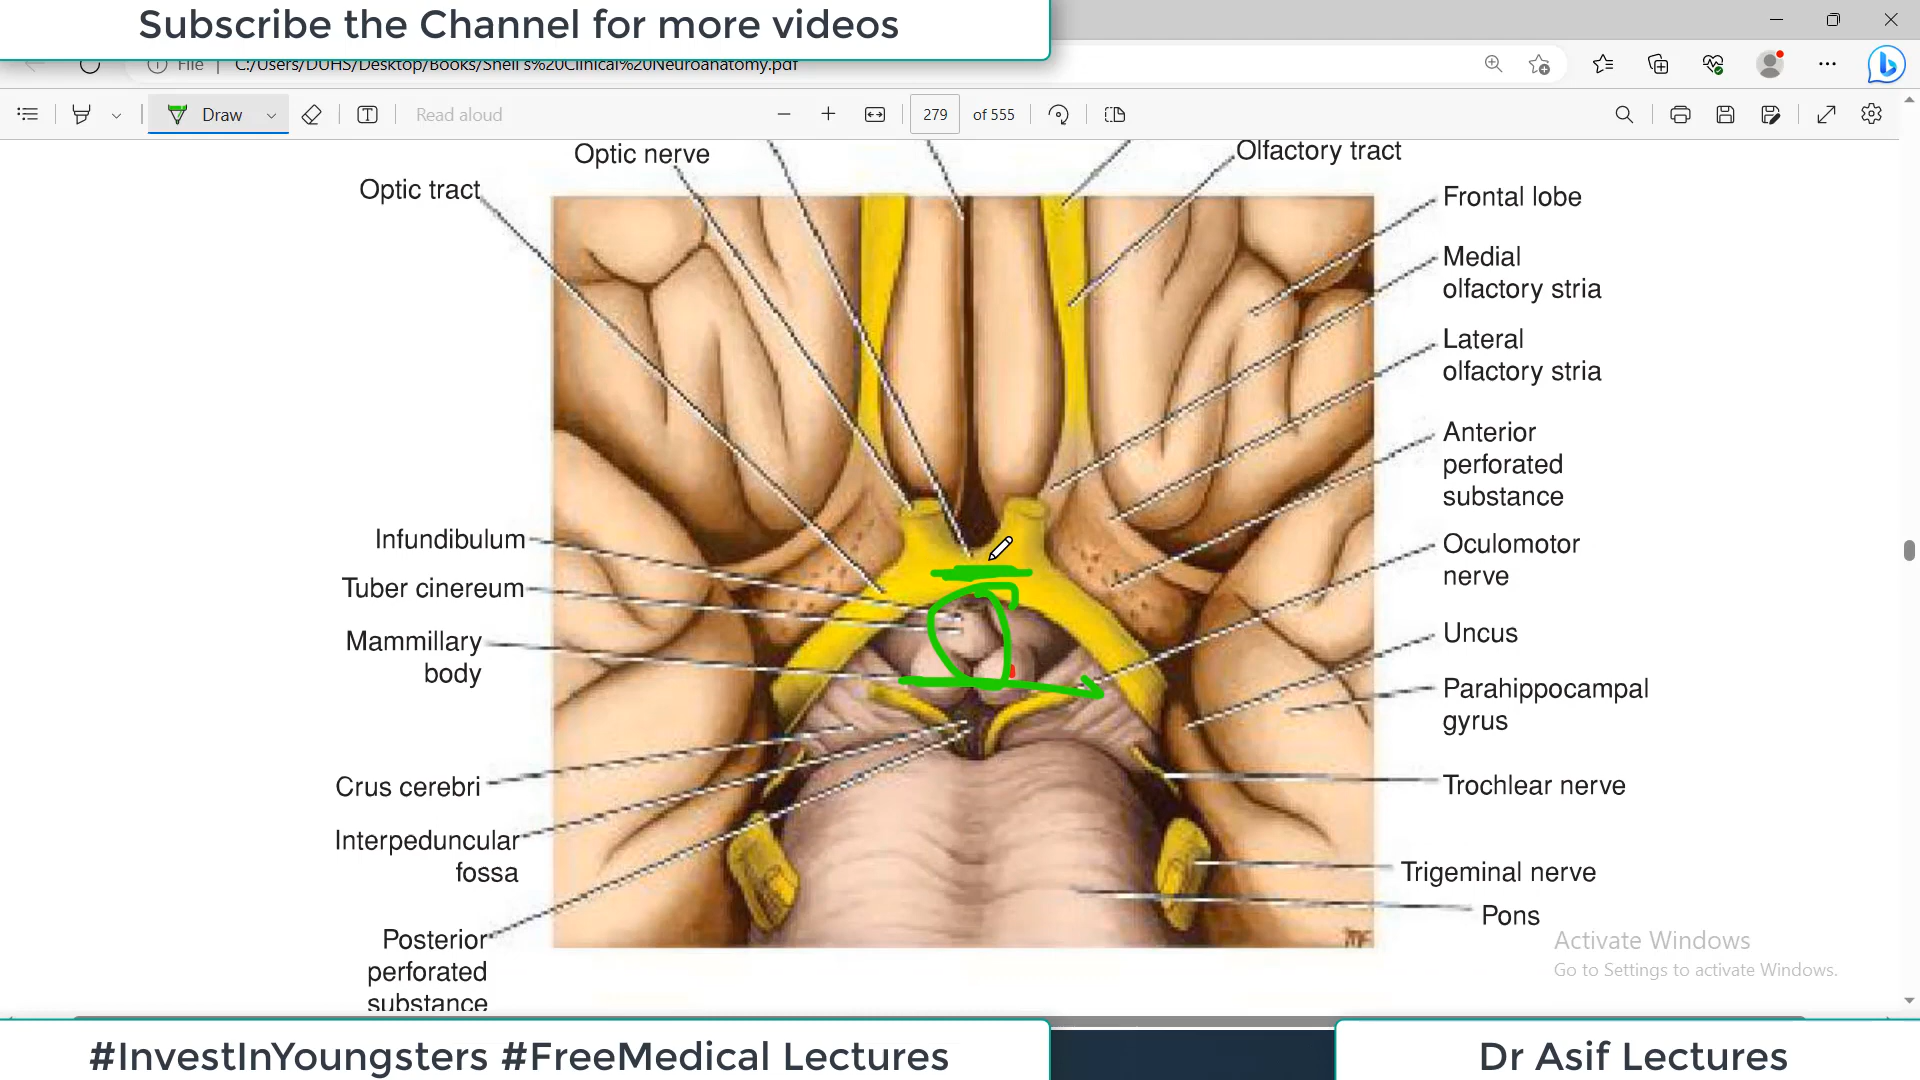 Subscribe the Channel for more videos
File
C:/Users/DUHS/Desktop/Books/Snell's%20Clinical%20Neuroanatomy.pdf
Draw
Read aloud
279
of 555
Optic nerve
Olfactory tract
Optic tract
Frontal lobe
Medial
olfactory stria
Lateral
olfactory stria
Anterior
perforated
substance
Infundibulum
Oculomotor
nerve
Tuber cinereum
Mammillary
body
Uncus
Parahippocampal
gyrus
Crus cerebri
Trochlear nerve
Interpeduncular
fossa
Trigeminal nerve
Pons
Posterior
perforated
substance
Activate Windows
Go to Settings to activate Windows.
#InvestInYoungsters #FreeMedical Lectures
Dr Asif Lectures